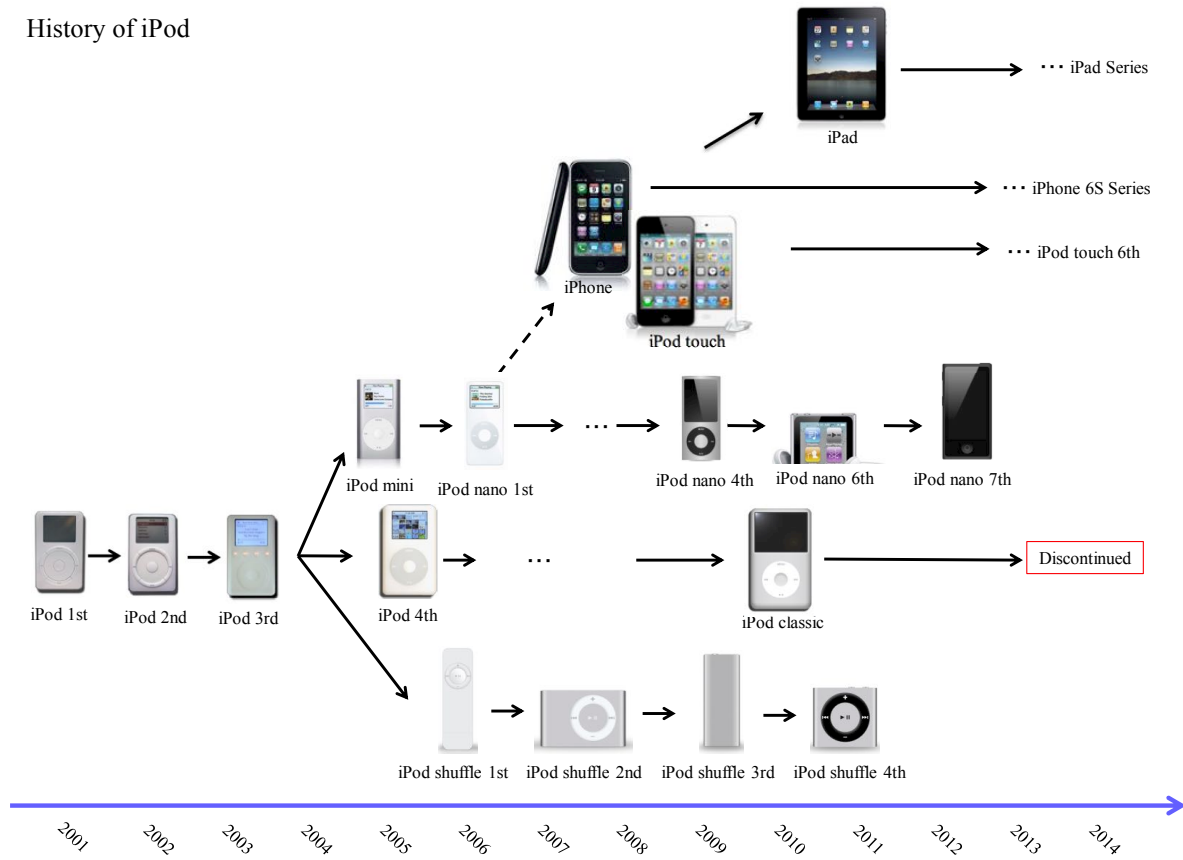 History of iPod
··· iPad Series
iPad
··· iPhone 6S Series
··· iPod touch 6th
iPhone
iPod touch
...
iPod mini
iPod nano 1st
iPod nano 4th
iPod nano 6th
iPod nano 7th
...
Discontinued
iPod 1st
iPod 2nd
iPod 3rd
iPod 4th
iPod classic
iPod shuffle 1st
iPod shuffle 2nd
iPod shuffle 3rd
iPod shuffle 4th
2001
2002
2003
2004
2005
2006
2007
2008
2009
2010
2011
2012
2013
2014